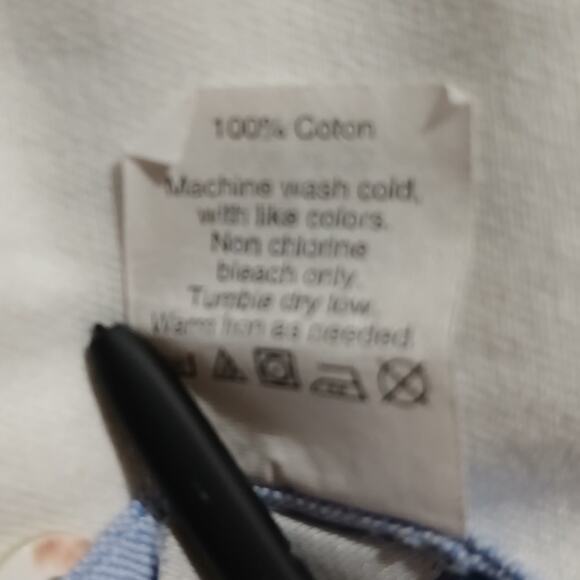 100% Coton
Machine wash cold,
with like colors.
Non chlorine
bleach only.
Tumble dry low.
Warm Iron as needed.